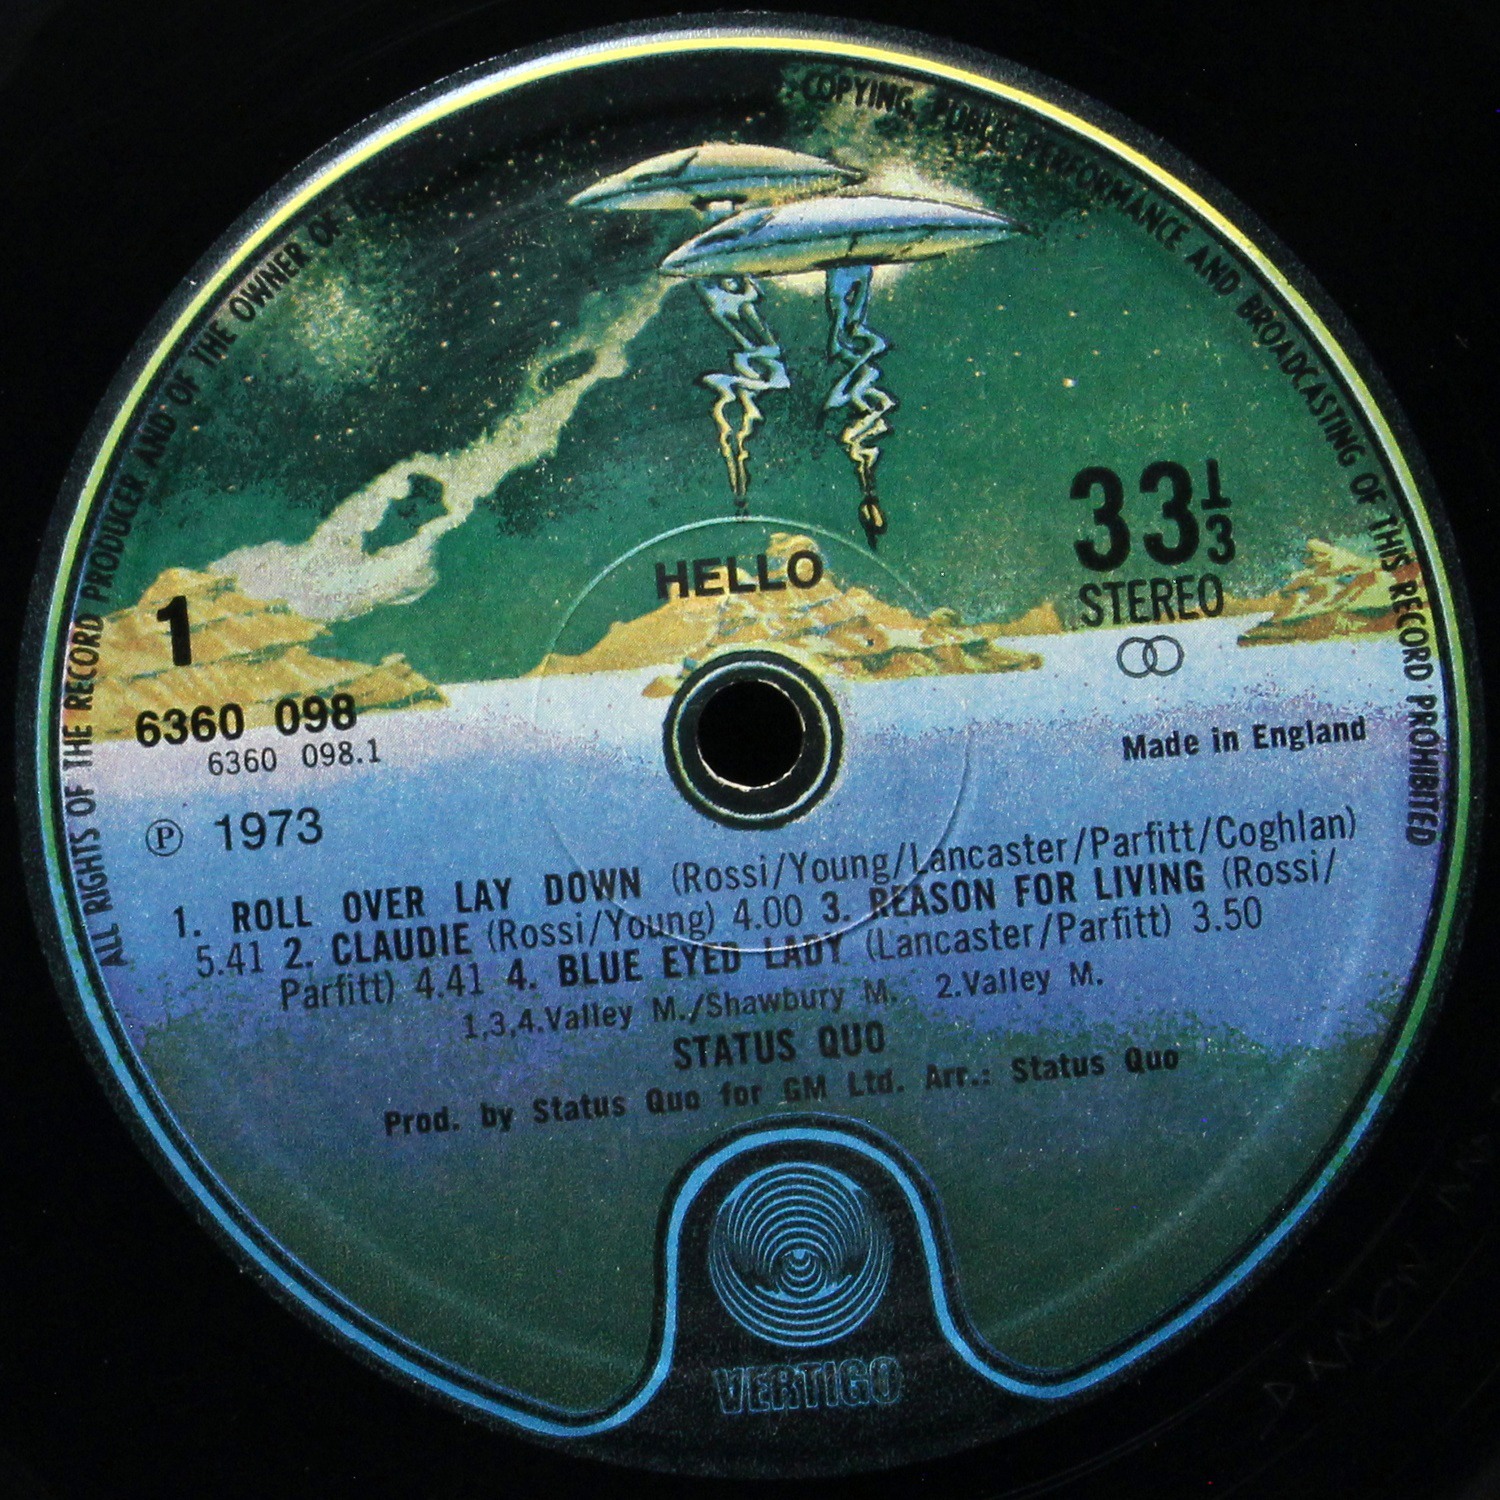 COPYING, PUBLIC PERFORMANCE AND BROADCASTING OF THIS RECORD PROHIBITED
ALL RIGHTS OF THE RECORD PRODUCER AND OF THE OWNER OF
HELLO
33 1/3
STEREO
1
6360 098
6360 098.1
Made in England
℗ 1973
1. ROLL OVER LAY DOWN (Rossi/Young/Lancaster/Parfitt/Coghlan)
5.41 2. CLAUDIE (Rossi/Young) 4.00 3. REASON FOR LIVING (Rossi/
Parfitt) 4.41 4. BLUE EYED LADY (Lancaster/Parfitt) 3.50
1,3,4.Valley M./Shawbury M. 2.Valley M.
STATUS QUO
Prod. by Status Quo for GM Ltd. Arr.: Status Quo
VERTIGO